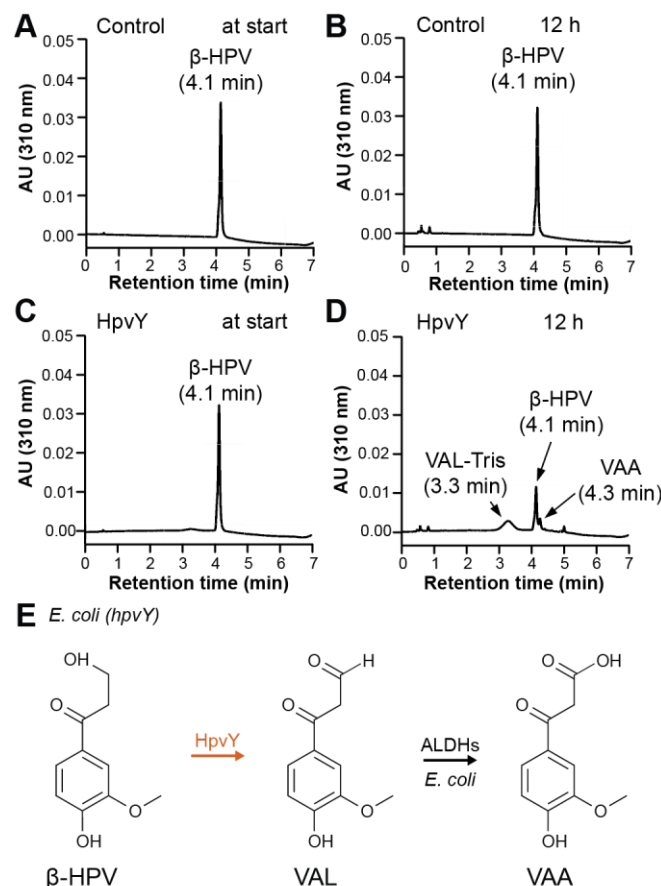 A Control at start
β-HPV
(4.1 min)
AU (310 nm)
0.05
0.04
0.03
0.02
0.01
0.00
0 1 2 3 4 5 6 7
Retention time (min)
B Control 12 h
β-HPV
(4.1 min)
AU (310 nm)
0.05
0.04
0.03
0.02
0.01
0.00
0 1 2 3 4 5 6 7
Retention time (min)
C HpvY at start
β-HPV
(4.1 min)
AU (310 nm)
0.05
0.04
0.03
0.02
0.01
0.00
0 1 2 3 4 5 6 7
Retention time (min)
D HpvY 12 h
β-HPV
(4.1 min)
VAL-Tris
(3.3 min)
VAA
(4.3 min)
AU (310 nm)
0.05
0.04
0.03
0.02
0.01
0.00
0 1 2 3 4 5 6 7
Retention time (min)
E E. coli (hpvY)
OH
O
O
OH
β-HPV
HpvY
O H
O
O
OH
VAL
ALDHs
E. coli
O OH
O
O
OH
VAA